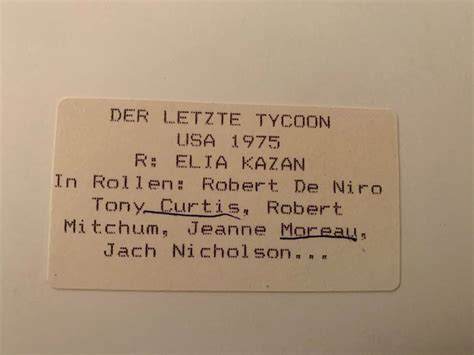 DER LETZTE TYCOON
USA 1975
R: ELIA KAZAN
In Rollen: Robert De Niro
Tony Curtis, Robert
Mitchum, Jeanne Moreau,
Jach Nicholson...